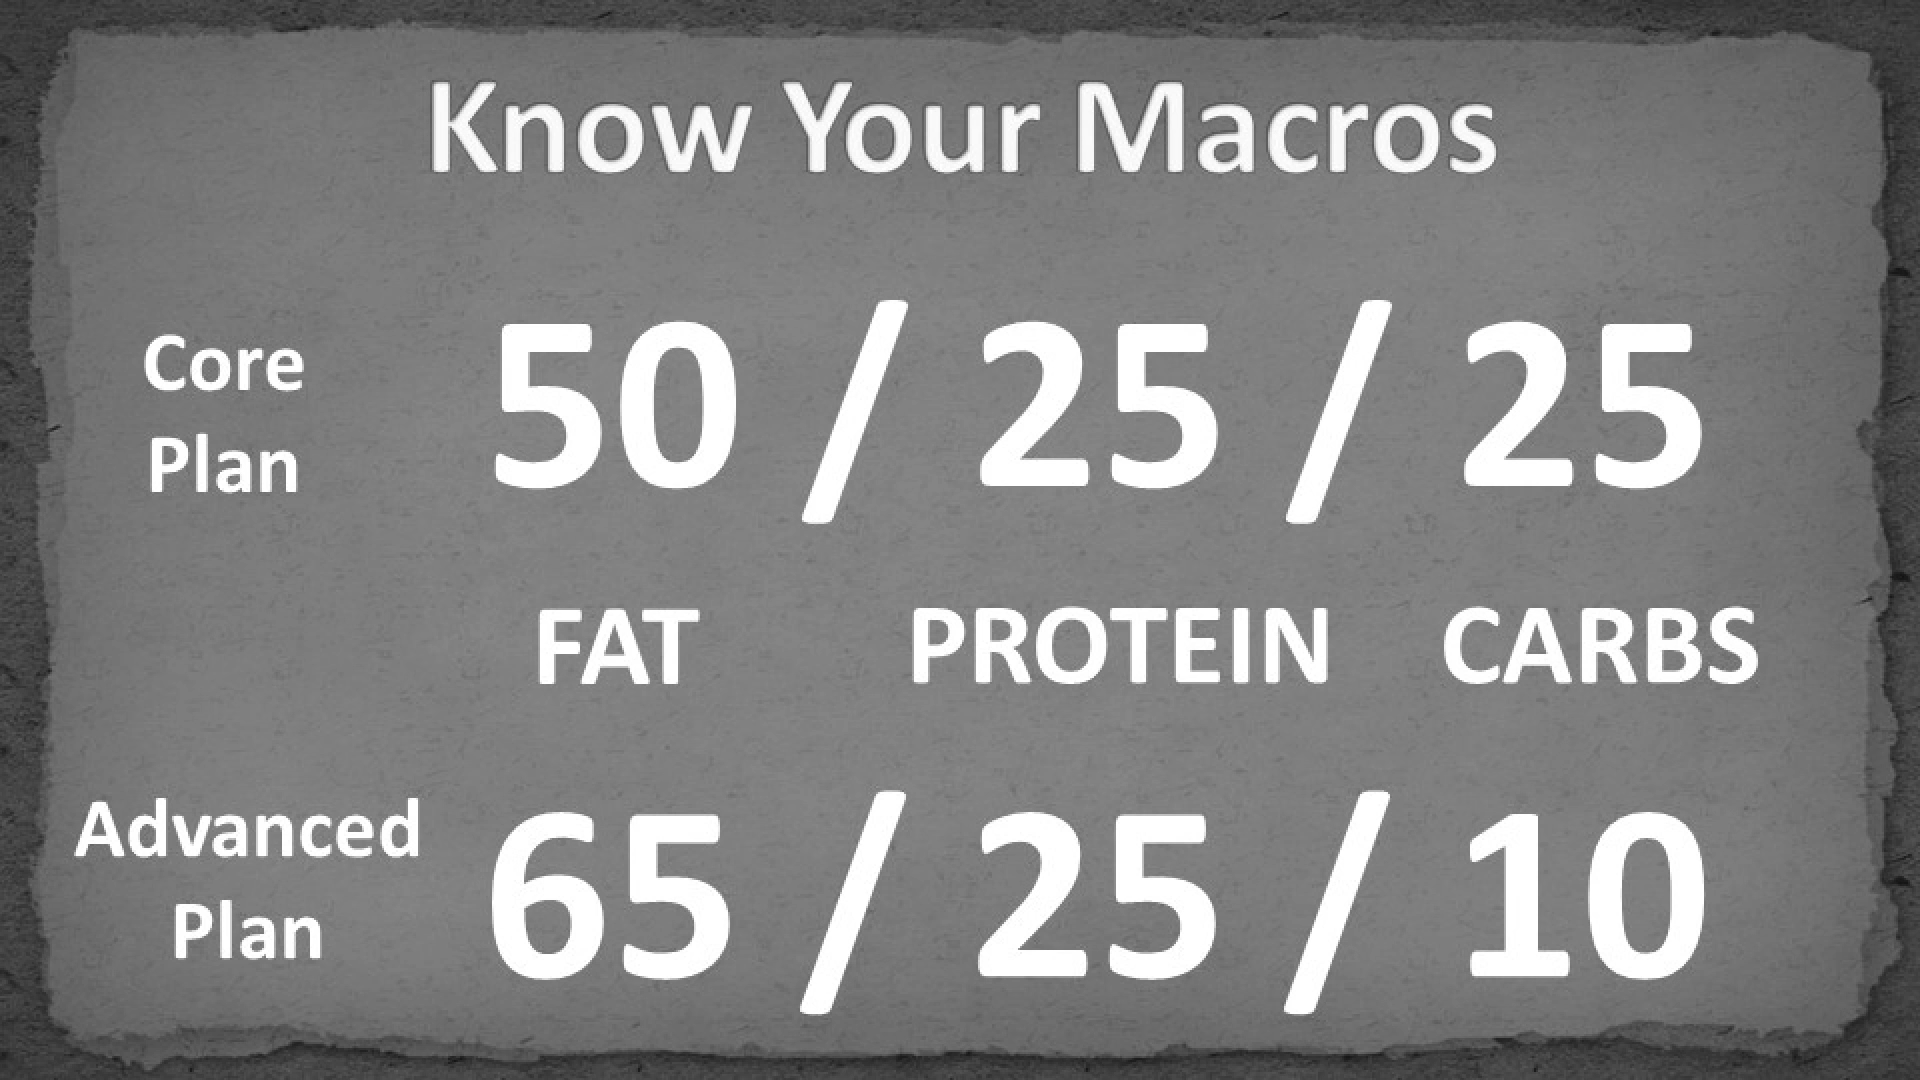 Know Your Macros
Core
Plan
50 / 25 / 25
FAT PROTEIN CARBS
Advanced
Plan
65 / 25 / 10